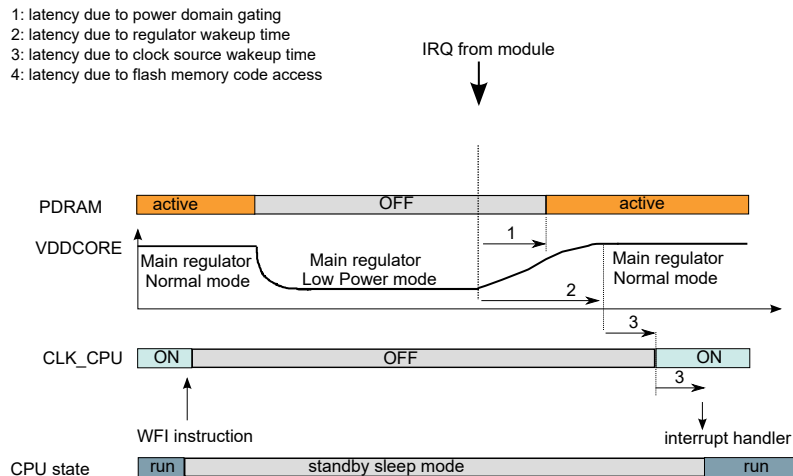 1: latency due to power domain gating
2: latency due to regulator wakeup time
3: latency due to clock source wakeup time
4: latency due to flash memory code access
IRQ from module
PDRAM active OFF active
1
VDDCORE
Main regulator Main regulator Main regulator
Normal mode Low Power mode Normal mode
2
3
CLK_CPU ON OFF ON
3
WFI instruction interrupt handler
CPU state run standby sleep mode run